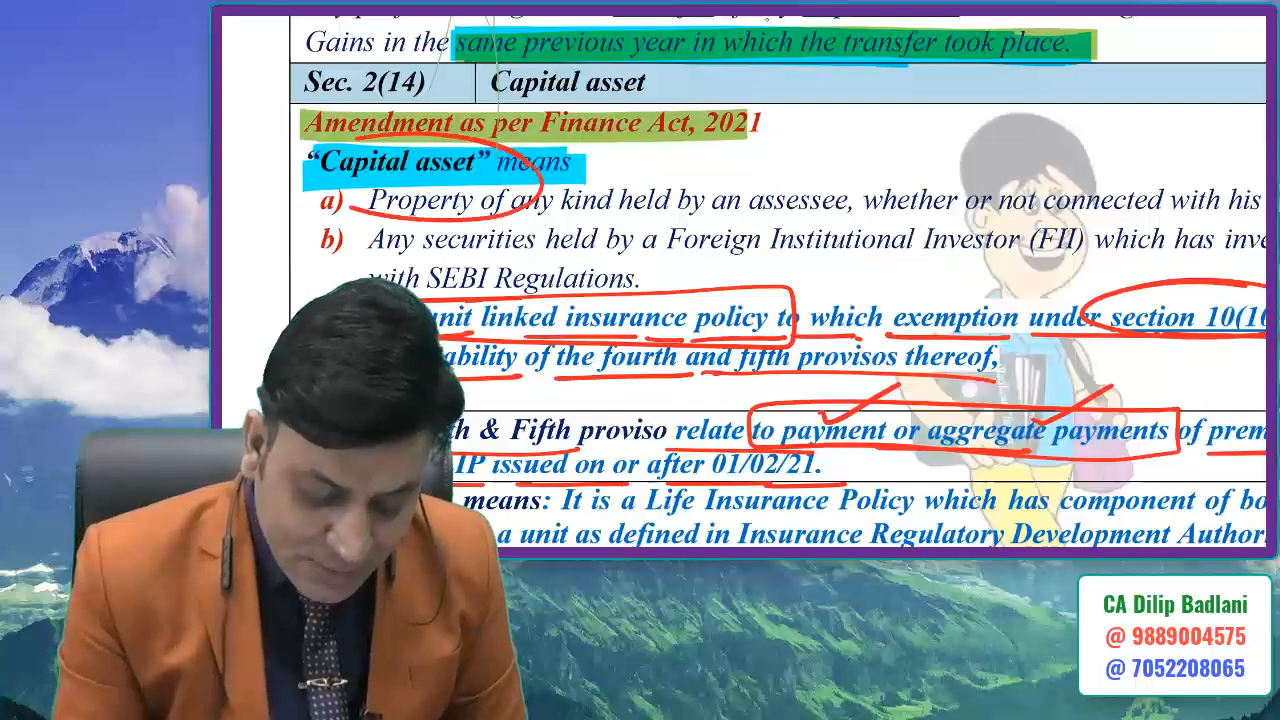 Gains in the same previous year in which the transfer took place.
Sec. 2(14) Capital asset
Amendment as per Finance Act, 2021
“Capital asset” means
a) Property of any kind held by an assessee, whether or not connected with his
b) Any securities held by a Foreign Institutional Investor (FII) which has inve
with SEBI Regulations.
unit linked insurance policy to which exemption under section 10(10
ability of the fourth and fifth provisos thereof,
th & Fifth proviso relate to payment or aggregate payments of prem
IP issued on or after 01/02/21.
means: It is a Life Insurance Policy which has component of bo
a unit as defined in Insurance Regulatory Development Author
CA Dilip Badlani
@ 9889004575
@ 7052208065